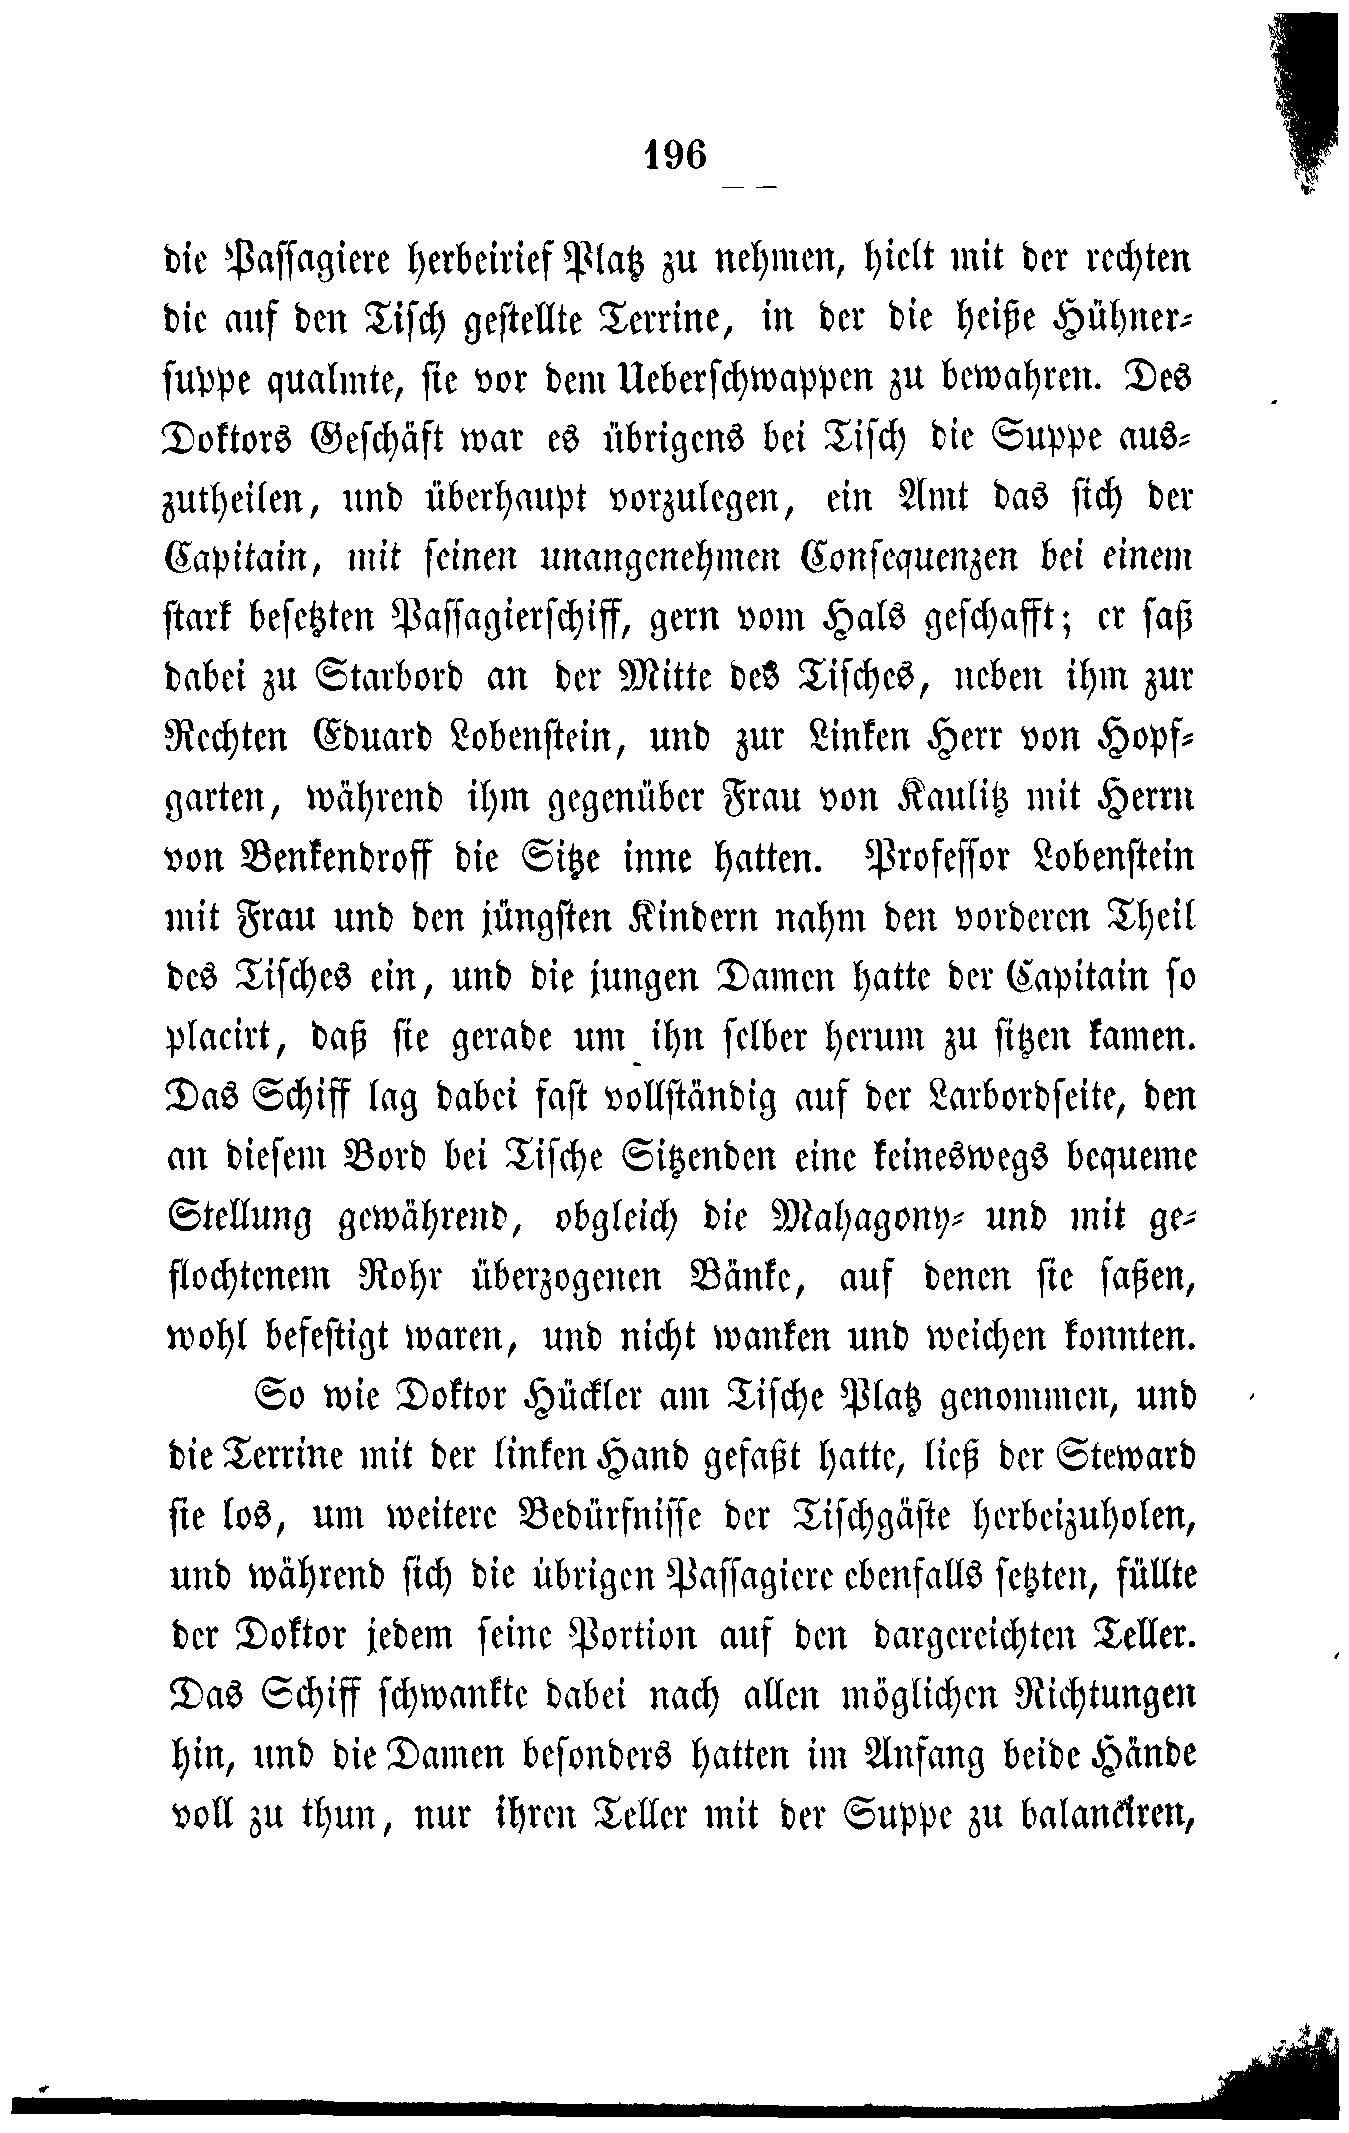 196
die Passagiere herbeirief Platz zu nehmen, hielt mit der rechten
die auf den Tisch gestellte Terrine, in der die heiße Hühner-
suppe qualmte, sie vor dem Ueberschwappen zu bewahren. Des
Doktors Geschäft war es übrigens bei Tisch die Suppe aus-
zutheilen, und überhaupt vorzulegen, ein Amt das sich der
Capitain, mit seinen unangenehmen Consequenzen bei einem
stark besetzten Passagierschiff, gern vom Hals geschafft; er saß
dabei zu Starbord an der Mitte des Tisches, neben ihm zur
Rechten Eduard Lobenstein, und zur Linken Herr von Hopf-
garten, während ihm gegenüber Frau von Kaulitz mit Herrn
von Benkendroff die Sitze inne hatten. Professor Lobenstein
mit Frau und den jüngsten Kindern nahm den vorderen Theil
des Tisches ein, und die jungen Damen hatte der Capitain so
placirt, daß sie gerade um ihn selber herum zu sitzen kamen.
Das Schiff lag dabei fast vollständig auf der Larbordseite, den
an diesem Bord bei Tische Sitzenden eine keineswegs bequeme
Stellung gewährend, obgleich die Mahagony- und mit ge-
flochtenem Rohr überzogenen Bänke, auf denen sie saßen,
wohl befestigt waren, und nicht wanken und weichen konnten.
So wie Doktor Hückler am Tische Platz genommen, und
die Terrine mit der linken Hand gefaßt hatte, ließ der Steward
sie los, um weitere Bedürfnisse der Tischgäste herbeizuholen,
und während sich die übrigen Passagiere ebenfalls setzten, füllte
der Doktor jedem seine Portion auf den dargereichten Teller.
Das Schiff schwankte dabei nach allen möglichen Richtungen
hin, und die Damen besonders hatten im Anfang beide Hände
voll zu thun, nur ihren Teller mit der Suppe zu balanciren,